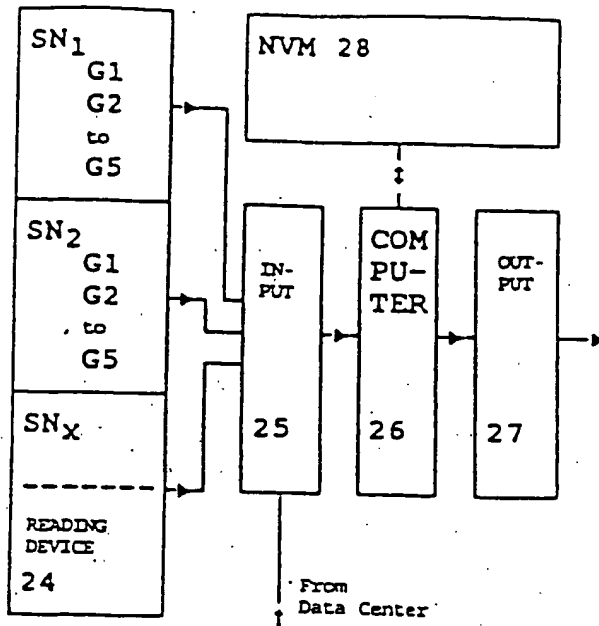 SN1
G1
G2
to
G5
SN2
G1
G2
to
G5
SNX
READING
DEVICE
24
NVM 28
IN-
PUT
25
COM
PU-
TER
26
OUT-
PUT
27
From
Data Center